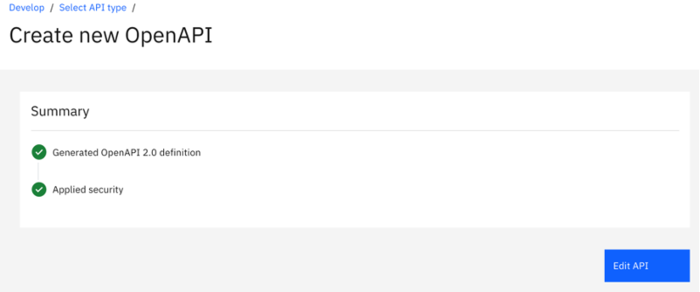 Develop / Select API type /
Create new OpenAPI
Summary
Generated OpenAPI 2.0 definition
Applied security
Edit API